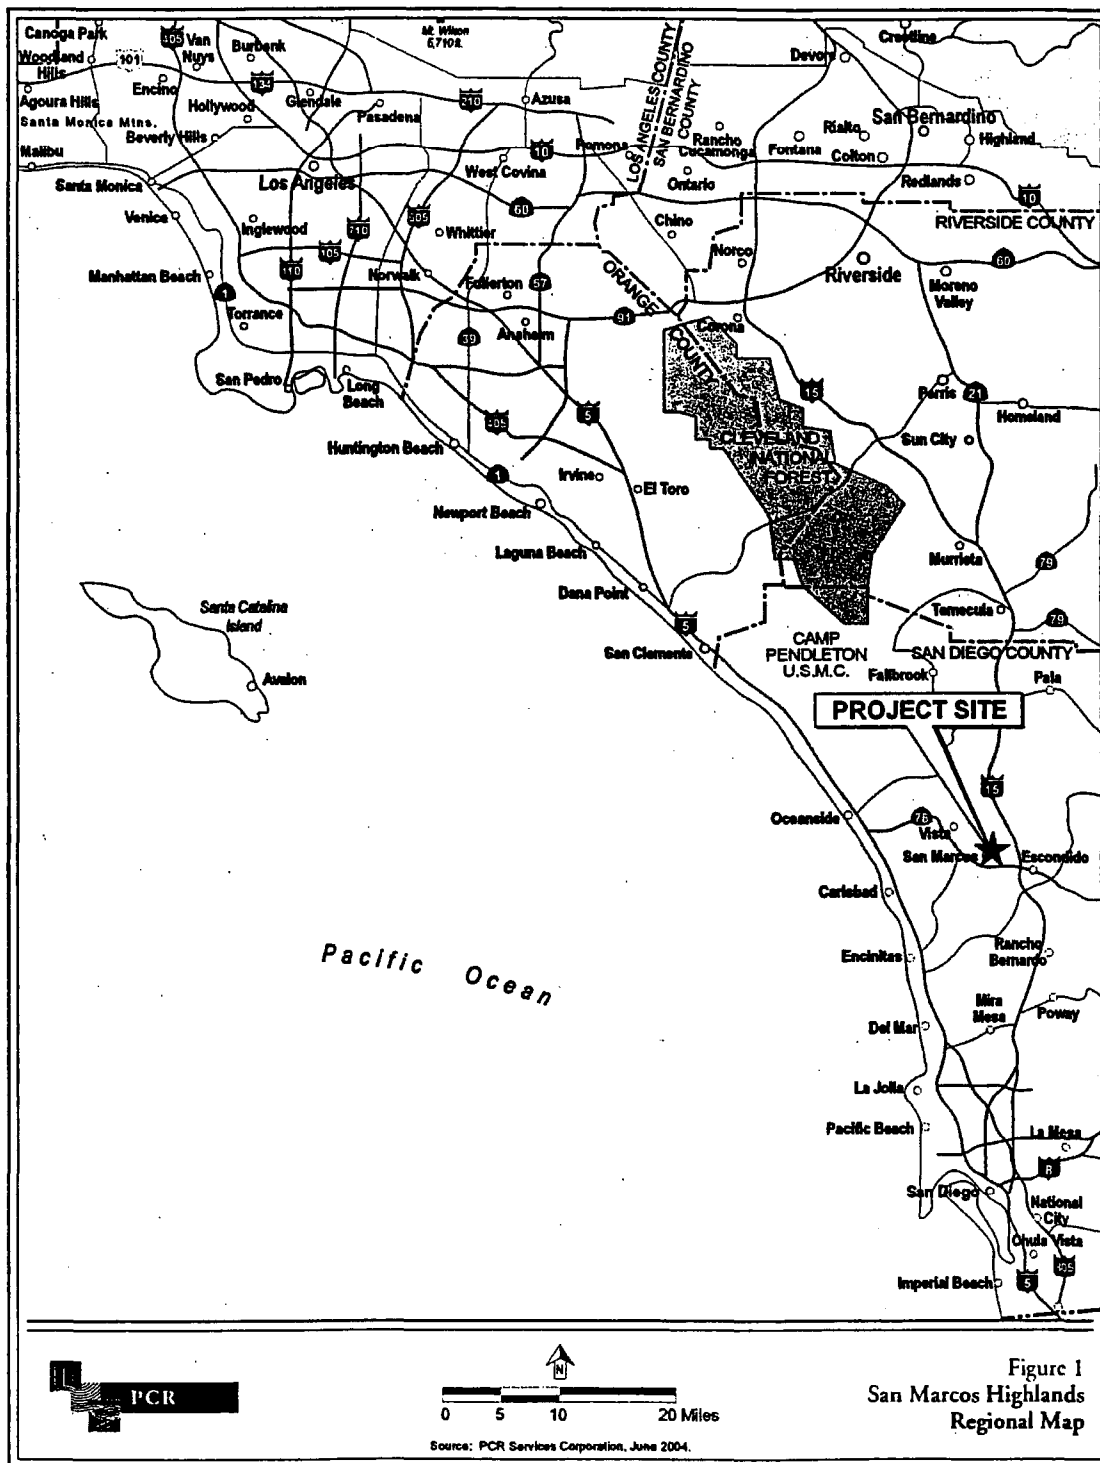 Canoga Park
405
Van
Nuys
Burbank
Mt. Wilson
5,710 ft.
LOS ANGELES COUNTY
SAN BERNARDINO
COUNTY
Devore
Crestline
Woodland
Hills
101
Encino
134
Agoura Hills
Hollywood
Glendale
Pasadena
210
Azusa
Santa Monica Mtns.
Beverly Hills
Malibu
10
Pomona
Rancho
Cucamonga
Fontana
Rialto
San Bernardino
Colton
Highland
Santa Monica
Los Angeles
West Covina
Ontario
Redlands
10
Venice
Inglewood
710
605
60
Whittier
Chino
RIVERSIDE COUNTY
105
Norco
Riverside
60
Manhattan Beach
110
Norwalk
Fullerton
57
ORANGE
COUNTY
Moreno
Valley
1
Torrance
39
Anaheim
91
Corona
San Pedro
Long
Beach
5
15
Perris
21
Homeland
405
Huntington Beach
CLEVELAND
NATIONAL
FOREST
Sun City
1
Irvine
El Toro
Newport Beach
Laguna Beach
Murrieta
79
Dana Point
Santa Catalina
Island
Temecula
79
5
San Clemente
CAMP
PENDLETON
U.S.M.C.
SAN DIEGO COUNTY
Avalon
Fallbrook
Pala
PROJECT SITE
15
Oceanside
76
Vista
San Marcos
Escondido
Carlsbad
Pacific Ocean
Encinitas
Rancho
Bernardo
Mira
Mesa
Poway
Del Mar
La Jolla
Pacific Beach
La Mesa
8
San Diego
National
City
Chula Vista
Imperial Beach
5
PCR
N
0 5 10 20 Miles
Source: PCR Services Corporation, June 2004.
Figure 1
San Marcos Highlands
Regional Map